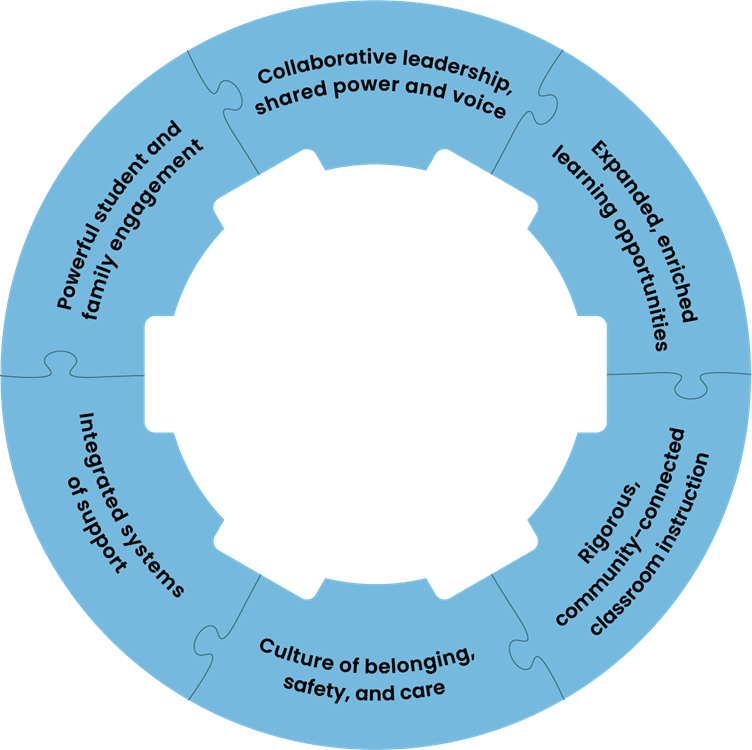 Collaborative leadership,
shared power and voice
Expanded, enriched
learning opportunities
Rigorous,
community-connected
classroom instruction
Culture of belonging,
safety, and care
Integrated systems
of support
Powerful student and
family engagement